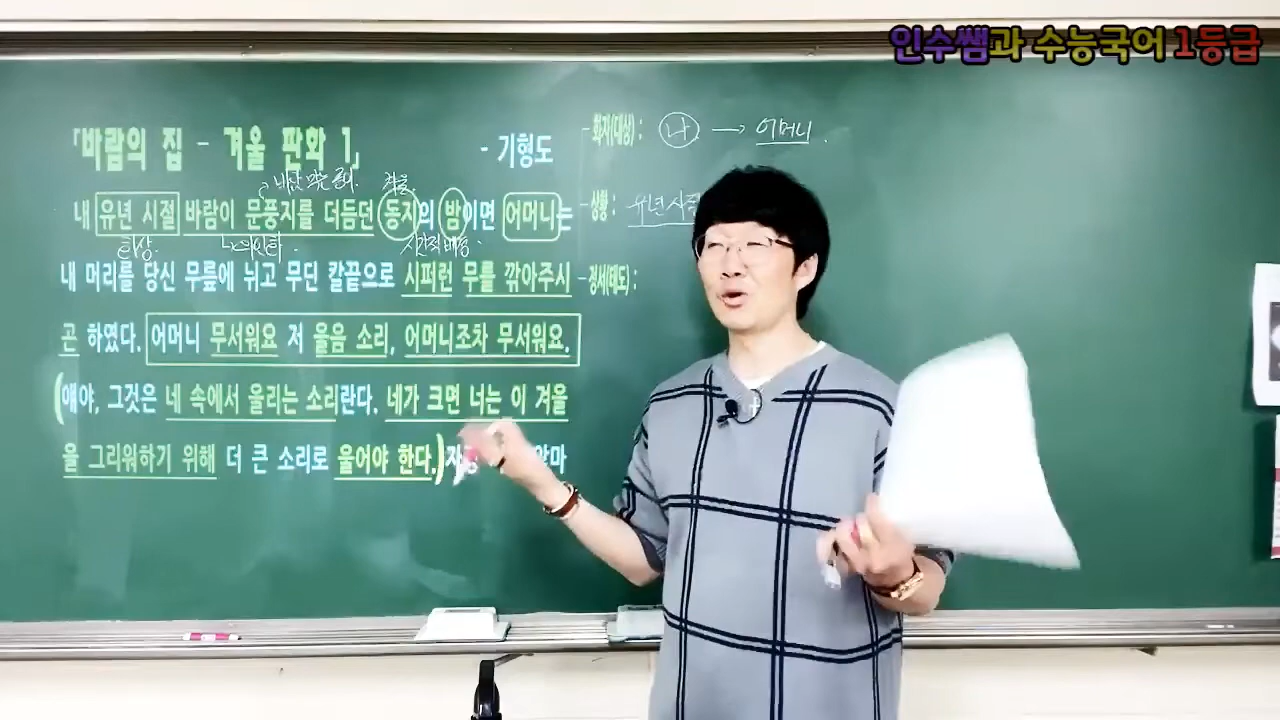 인수쌤과 수능국어 1등급
「바람의 집 - 겨울 판화 1」
- 기형도
내 유년 시절 바람이 문풍지를 더듬던 동지의 밤이면 어머니는
내 머리를 당신 무릎에 뉘고 무딘 칼끝으로 시퍼런 무를 깎아주시
곤 하였다. 어머니 무서워요 저 울음 소리, 어머니조차 무서워요.
얘야, 그것은 네 속에서 울리는 소리란다. 네가 크면 너는 이 겨울
을 그리워하기 위해 더 큰 소리로 울어야 한다.
- 화자(대상) : 나 → 어머니
- 상황 : 유년시절
- 정서(태도) :